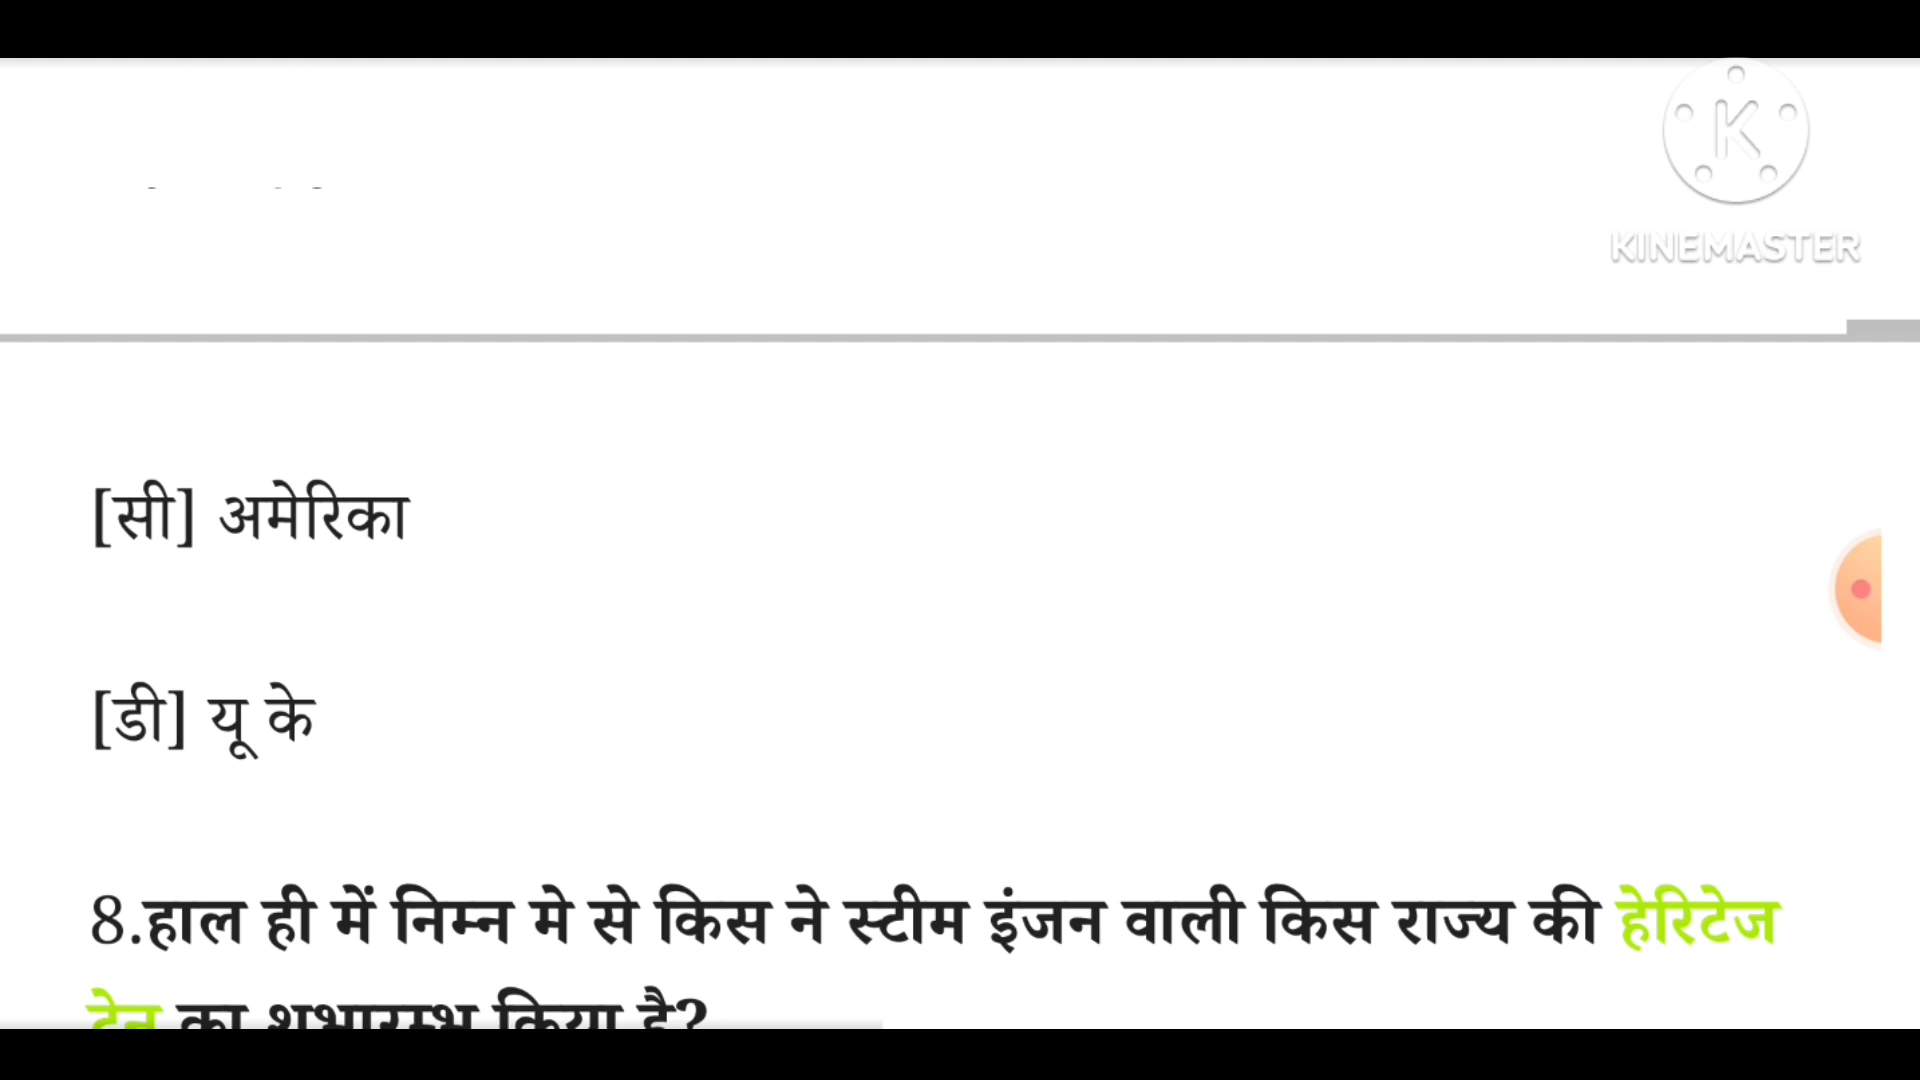 K
KINEMASTER
[सी] अमेरिका
[डी] यू के
8.हाल ही में निम्न मे से किस ने स्टीम इंजन वाली किस राज्य की हेरिटेज
ट्रेन का शुभारम्भ किया है?